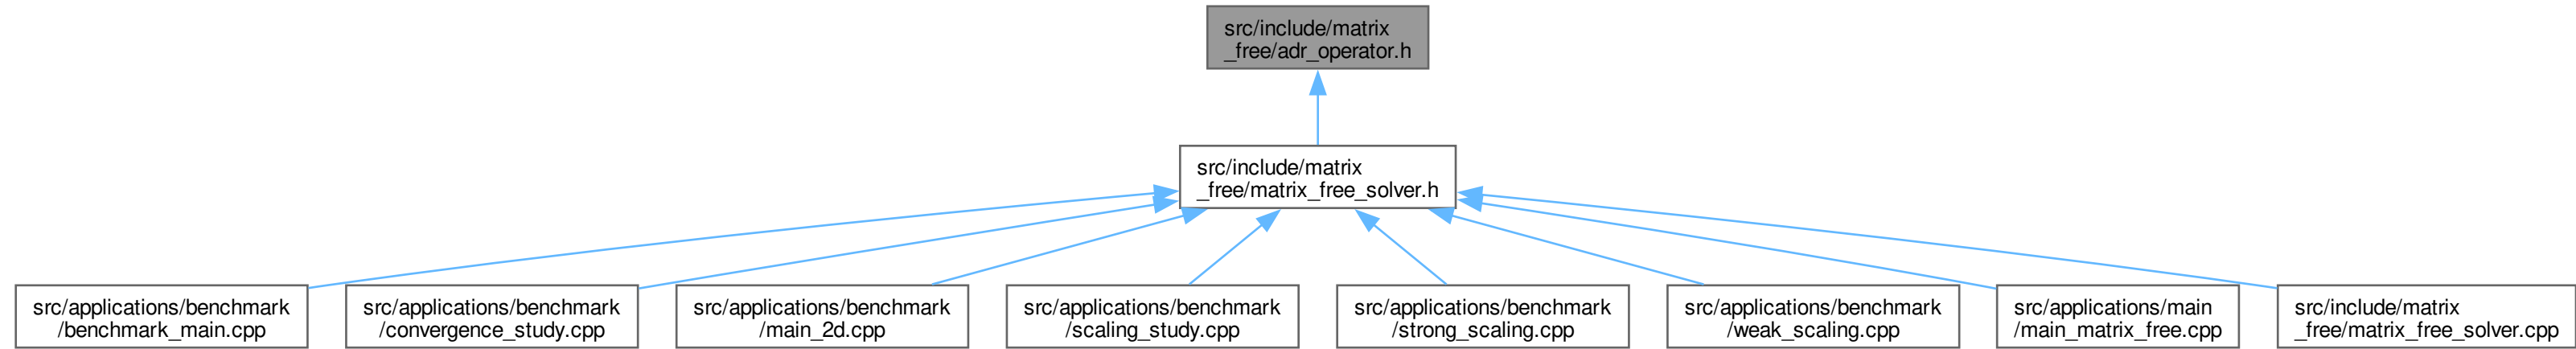 src/include/matrix
_free/adr_operator.h
src/include/matrix
_free/matrix_free_solver.h
src/applications/benchmark
/benchmark_main.cpp
src/applications/benchmark
/convergence_study.cpp
src/applications/benchmark
/main_2d.cpp
src/applications/benchmark
/scaling_study.cpp
src/applications/benchmark
/strong_scaling.cpp
src/applications/benchmark
/weak_scaling.cpp
src/applications/main
/main_matrix_free.cpp
src/include/matrix
_free/matrix_free_solver.cpp